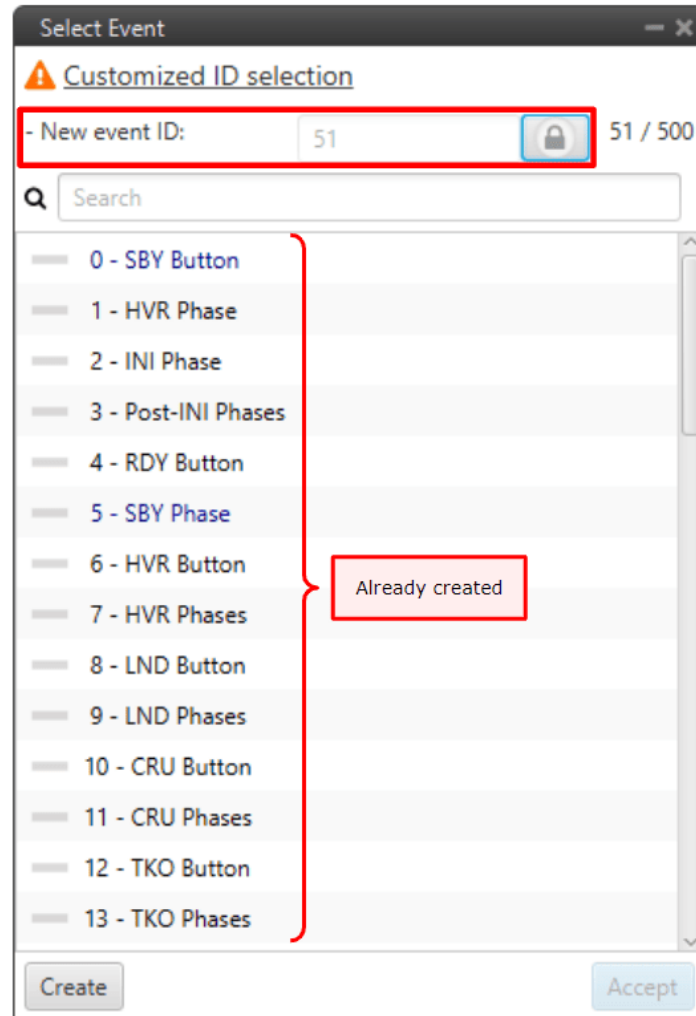 Select Event
Customized ID selection
- New event ID: 51 51 / 500
Search
0 - SBY Button
1 - HVR Phase
2 - INI Phase
3 - Post-INI Phases
4 - RDY Button
5 - SBY Phase
6 - HVR Button
Already created
7 - HVR Phases
8 - LND Button
9 - LND Phases
10 - CRU Button
11 - CRU Phases
12 - TKO Button
13 - TKO Phases
Create Accept